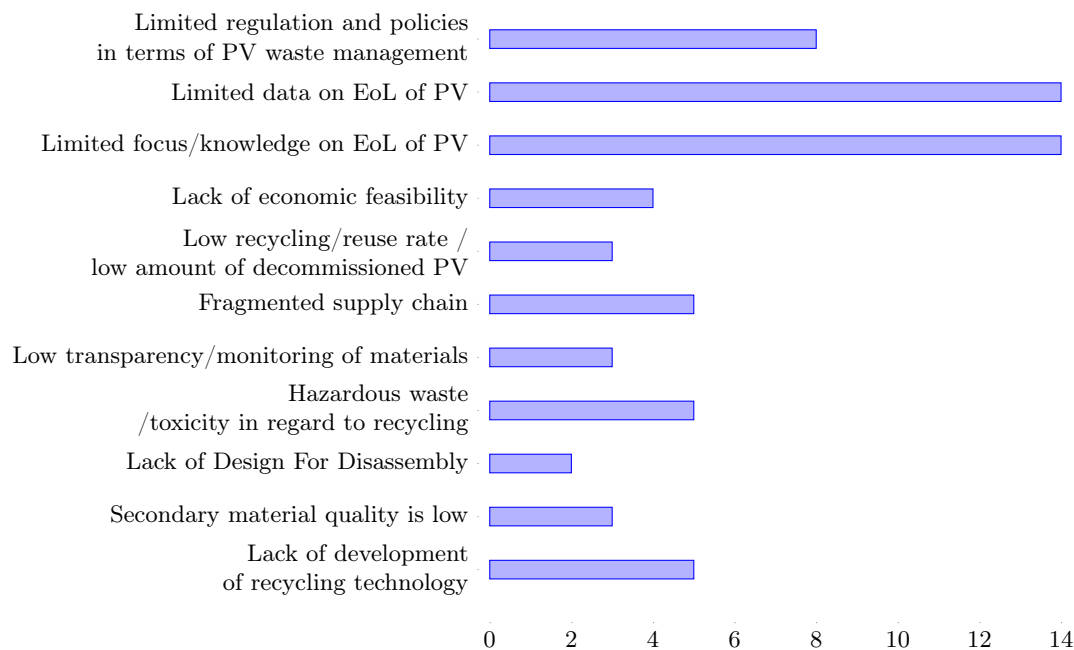 Limited regulation and policies
in terms of PV waste management
Limited data on EoL of PV
Limited focus/knowledge on EoL of PV
Lack of economic feasibility
Low recycling/reuse rate /
low amount of decommissioned PV
Fragmented supply chain
Low transparency/monitoring of materials
Hazardous waste
/toxicity in regard to recycling
Lack of Design For Disassembly
Secondary material quality is low
Lack of development
of recycling technology
0 2 4 6 8 10 12 14